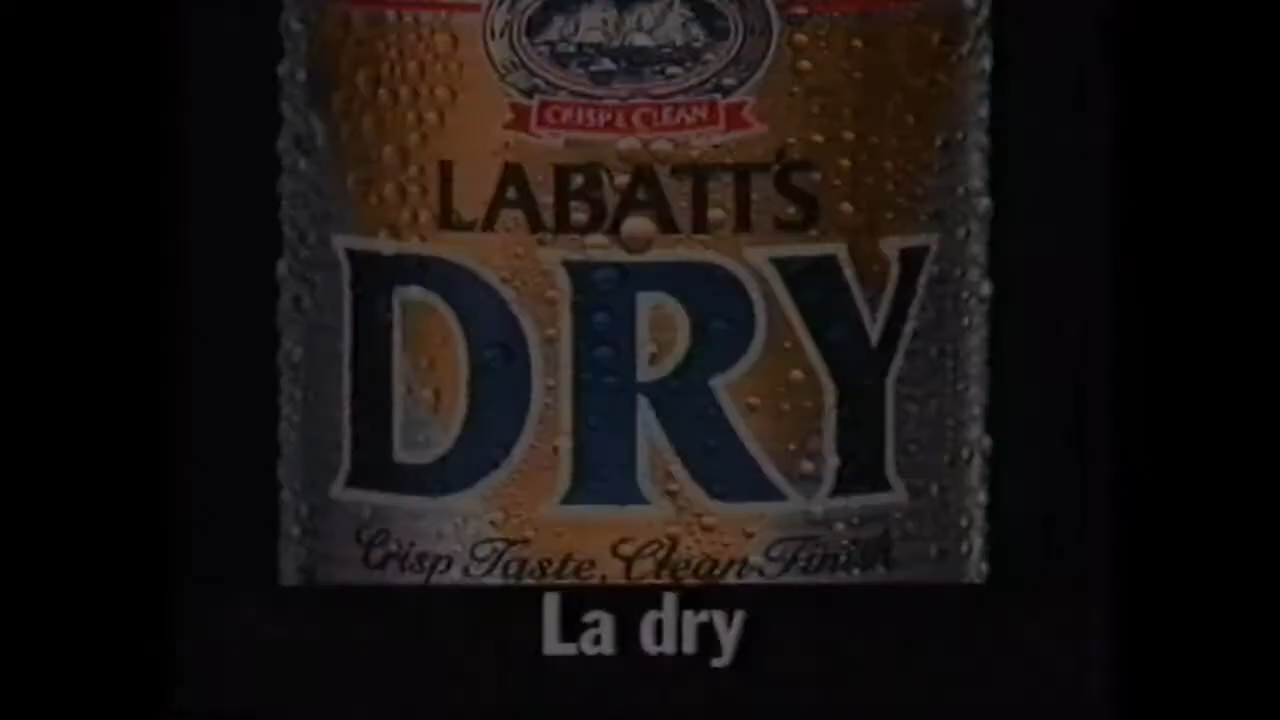 CRISP & CLEAN
LABATT'S
DRY
Crisp Taste, Clean Finish
La dry